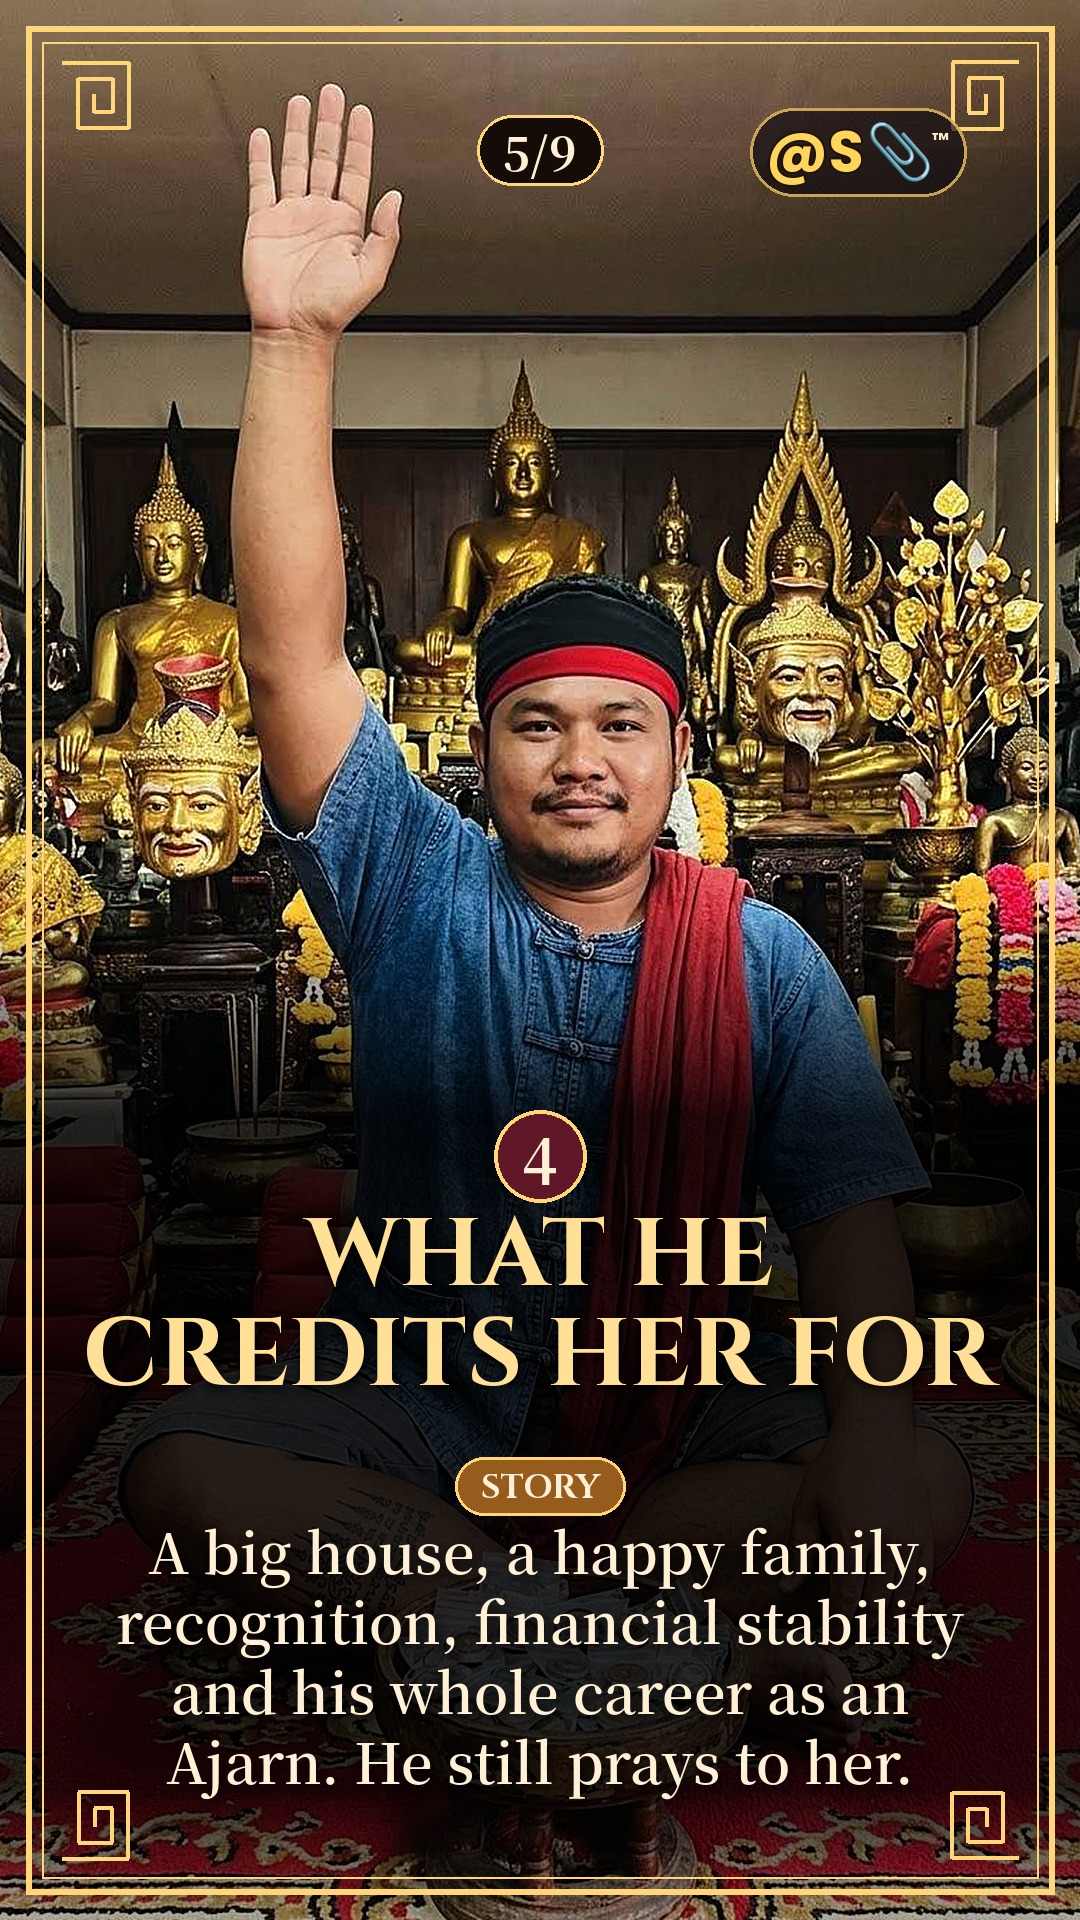 5/9
@S📎™
4
WHAT HE
CREDITS HER FOR
STORY
A big house, a happy family,
recognition, financial stability
and his whole career as an
Ajarn. He still prays to her.